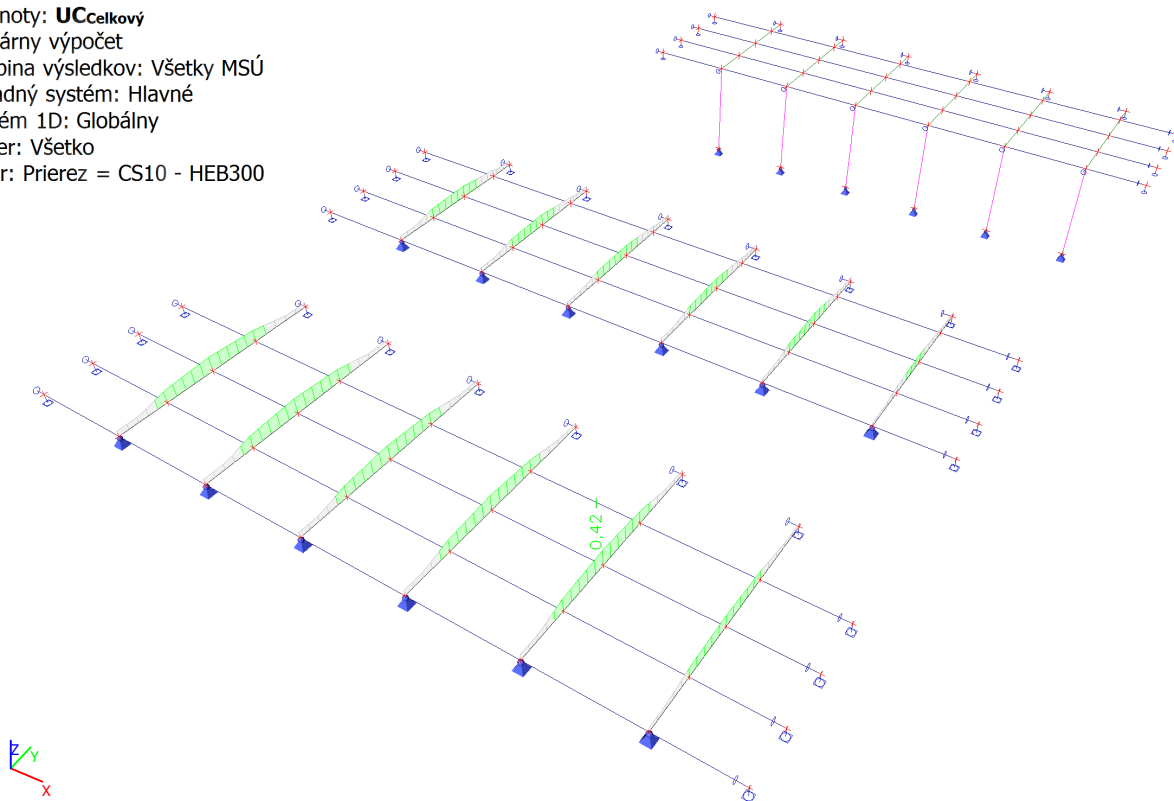 noty: UCCelkový
árny výpočet
bina výsledkov: Všetky MSÚ
adný systém: Hlavné
ém 1D: Globálny
er: Všetko
r: Prierez = CS10 - HEB300
0,42
Z
Y
X